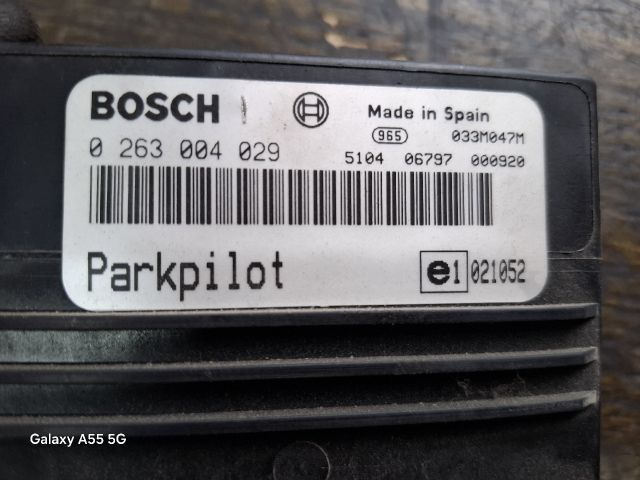 BOSCH
Made in Spain
965 033M047M
0 263 004 029
5104 06797 000920
Parkpilot
e1 021052
Galaxy A55 5G